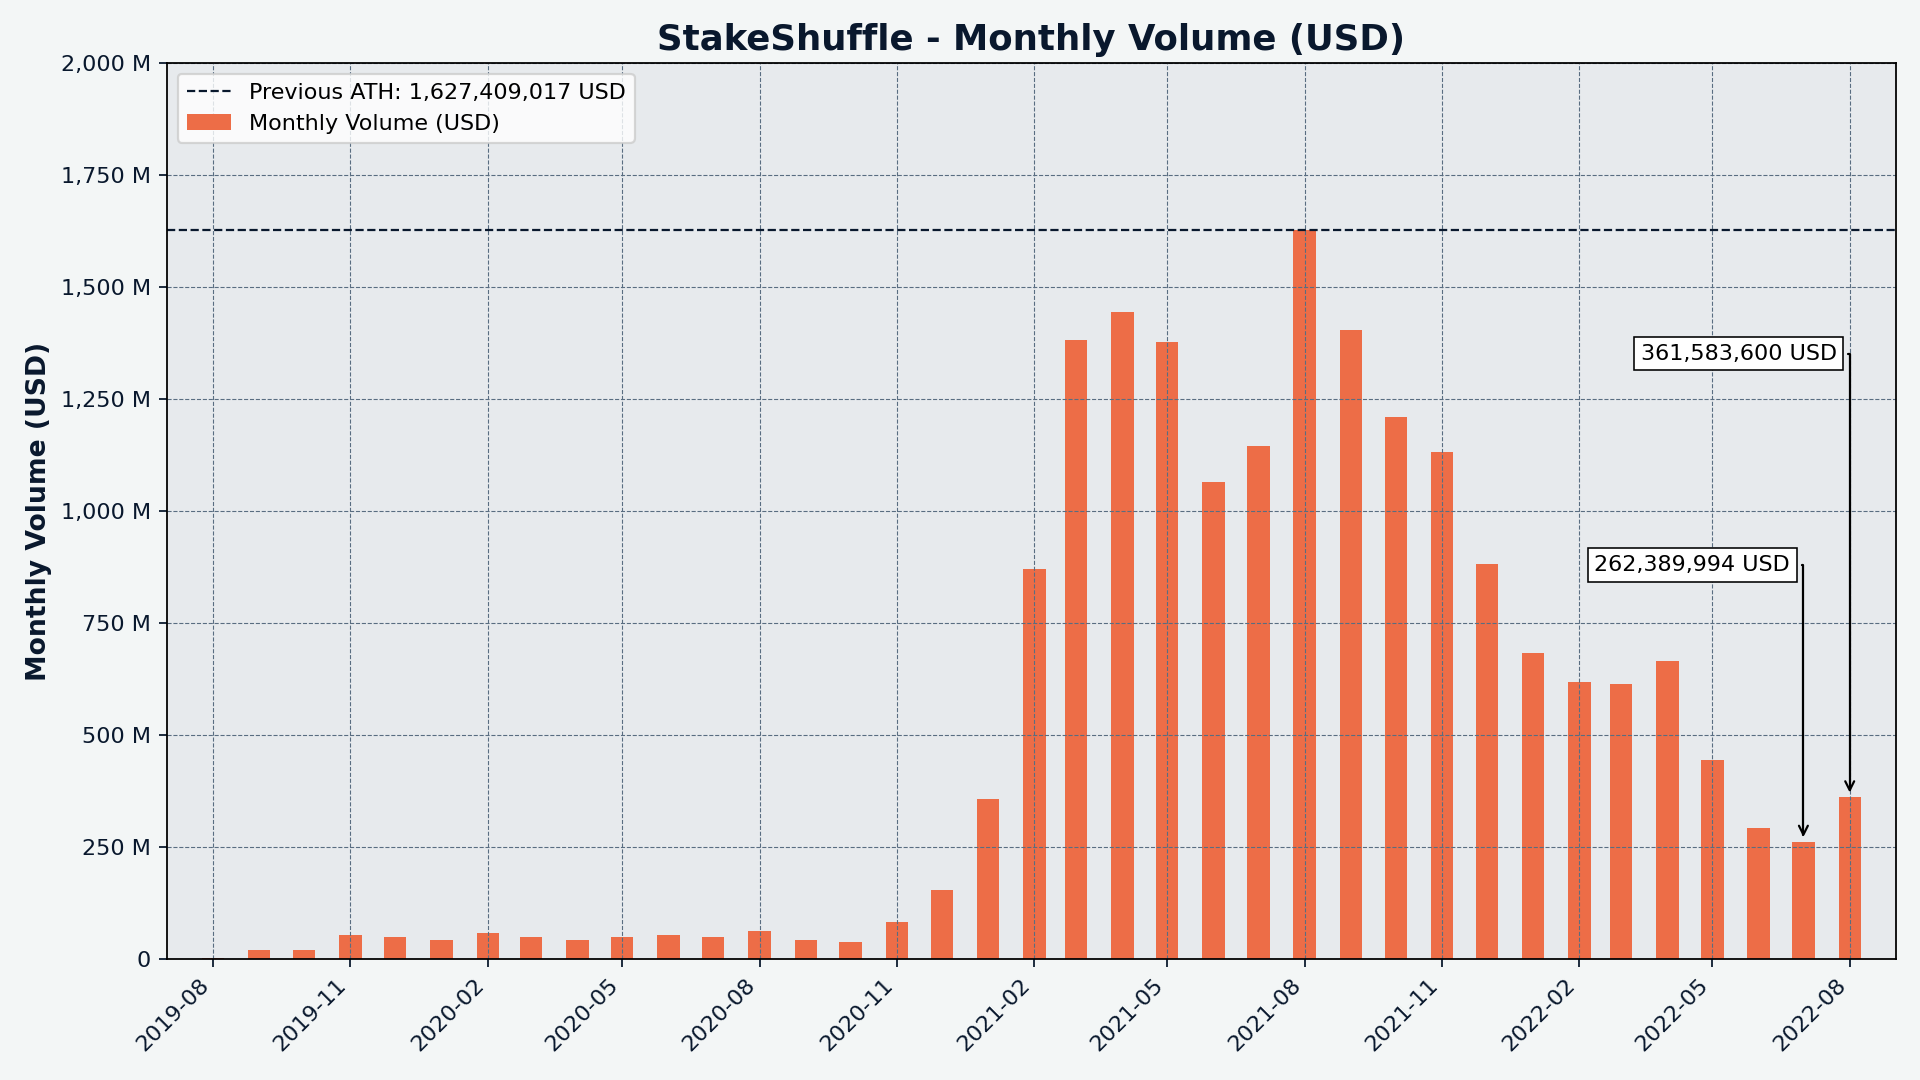 StakeShuffle - Monthly Volume (USD)
Previous ATH: 1,627,409,017 USD
Monthly Volume (USD)
Monthly Volume (USD)
2,000 M
1,750 M
1,500 M
1,250 M
1,000 M
750 M
500 M
250 M
0
361,583,600 USD
262,389,994 USD
2019-08
2019-11
2020-02
2020-05
2020-08
2020-11
2021-02
2021-05
2021-08
2021-11
2022-02
2022-05
2022-08